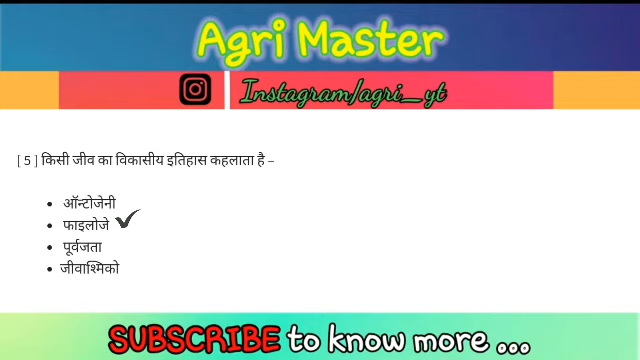 Agri Master
Instagram/agri_yt
[ 5 ] किसी जीव का विकासीय इतिहास कहलाता है –
• ऑन्टोजेनी
• फाइलोजे
• पूर्वजता
• जीवाश्मिको
SUBSCRIBE to know more ...